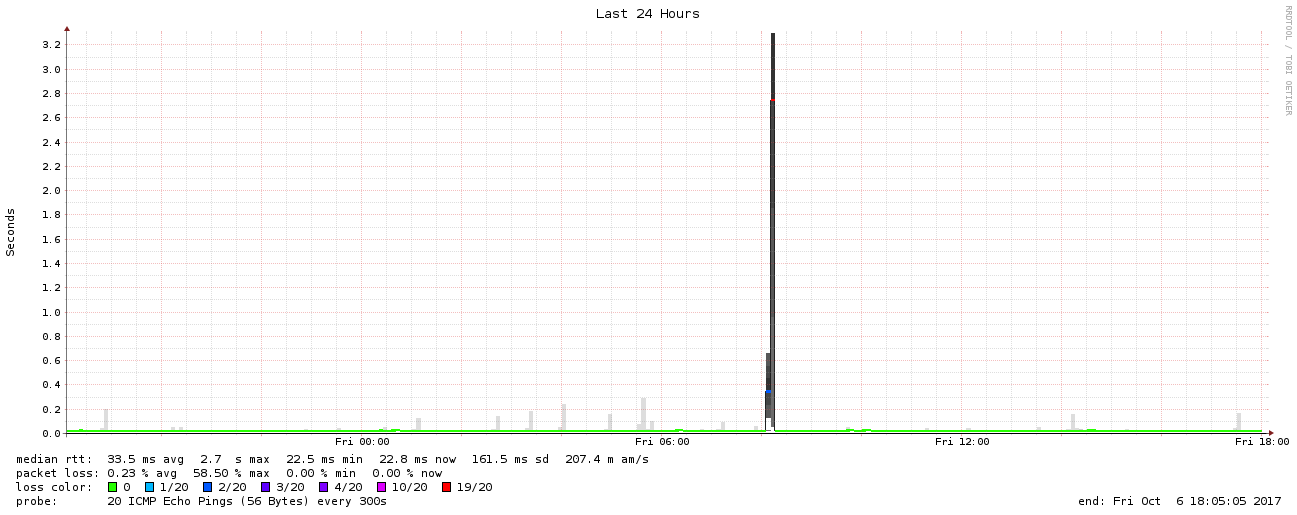 Last 24 Hours
RRDTOOL / TOBI OETIKER
Seconds
3.2
3.0
2.8
2.6
2.4
2.2
2.0
1.8
1.6
1.4
1.2
1.0
0.8
0.6
0.4
0.2
0.0
Fri 00:00 Fri 06:00 Fri 12:00 Fri 18:00
median rtt: 33.5 ms avg 2.7 s max 22.5 ms min 22.8 ms now 161.5 ms sd 207.4 m am/s
packet loss: 0.23 % avg 58.50 % max 0.00 % min 0.00 % now
loss color: 0 1/20 2/20 3/20 4/20 10/20 19/20
probe: 20 ICMP Echo Pings (56 Bytes) every 300s end: Fri Oct 6 18:05:05 2017